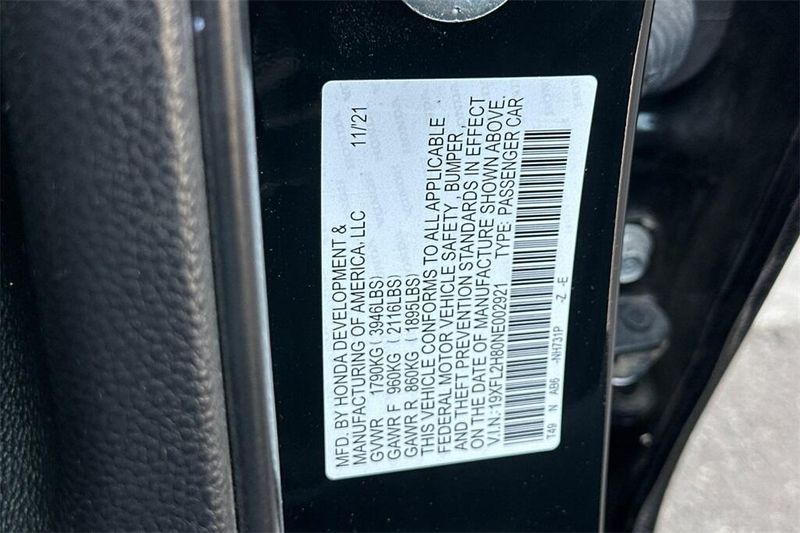 MFD. BY HONDA DEVELOPMENT & 11/'21
MANUFACTURING OF AMERICA, LLC
GVWR 1790KG (3946LBS)
GAWR F 960KG (2116LBS)
GAWR R 860KG (1895LBS)
THIS VEHICLE CONFORMS TO ALL APPLICABLE
FEDERAL MOTOR VEHICLE SAFETY, BUMPER,
AND THEFT PREVENTION STANDARDS IN EFFECT
ON THE DATE OF MANUFACTURE SHOWN ABOVE.
V.I.N.:19XFL2H80NE002921 TYPE: PASSENGER CAR
T49 N AB6 -NH731P -Z -E